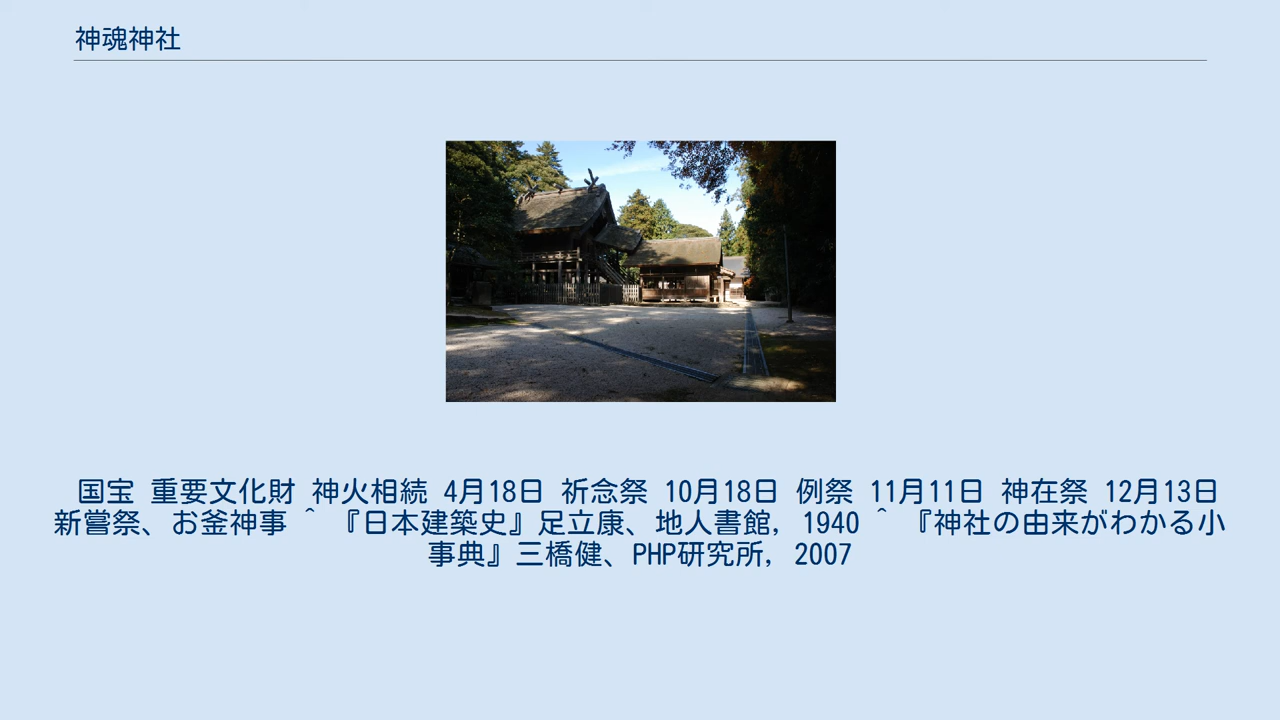 神魂神社
国宝 重要文化財 神火相続 4月18日 祈念祭 10月18日 例祭 11月11日 神在祭 12月13日
新嘗祭、お釜神事 ^ 『日本建築史』足立康、地人書館, 1940 ^ 『神社の由来がわかる小
事典』三橋健、PHP研究所, 2007